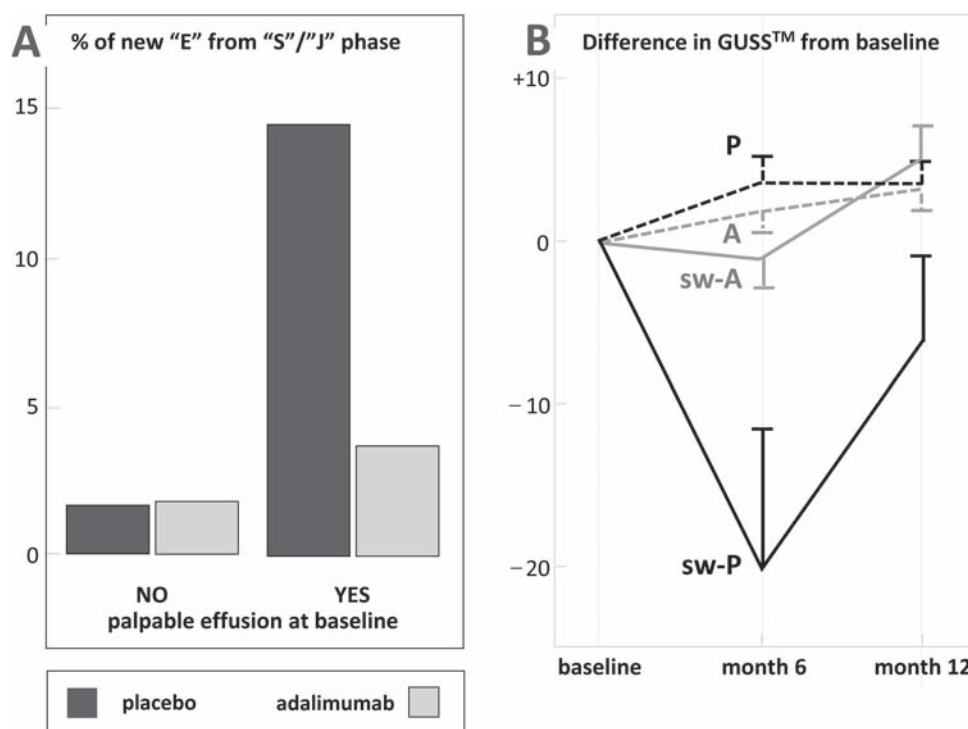 A
% of new “E” from “S”/”J” phase
15
10
5
0
NO
YES
palpable effusion at baseline
placebo
adalimumab
B
Difference in GUSS™ from baseline
+10
0
−10
−20
P
A
sw-A
sw-P
baseline
month 6
month 12